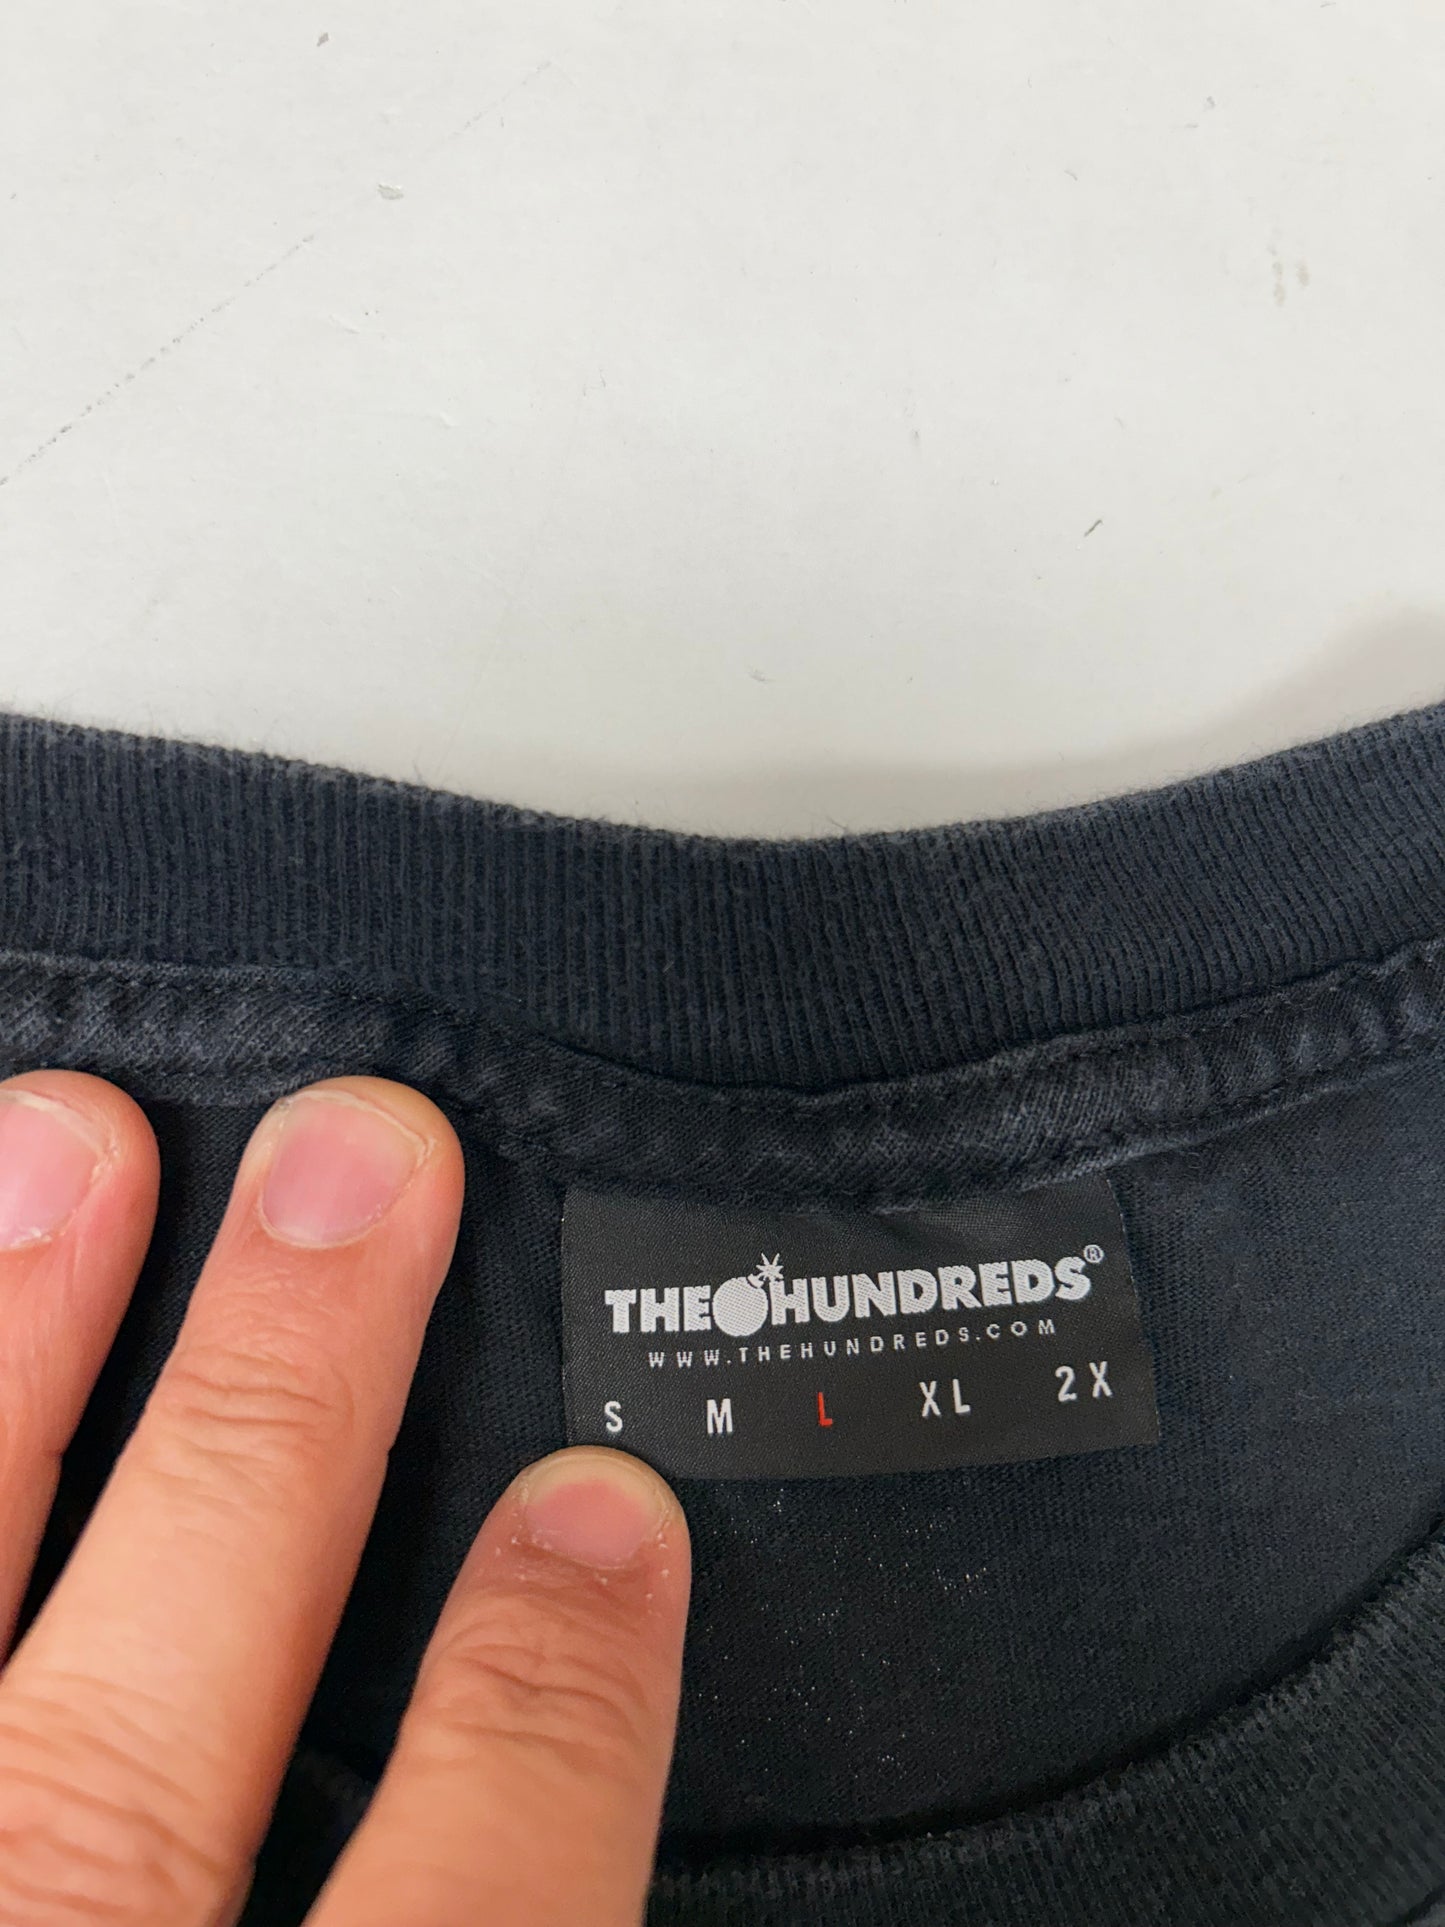 THE HUNDREDS®
WWW.THEHUNDREDS.COM
S M L XL 2X